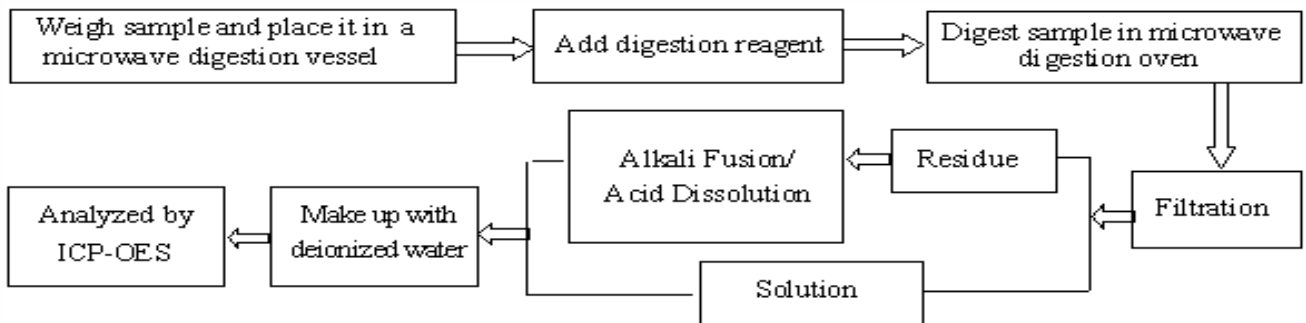 Weigh sample and place it in a
microwave digestion vessel
Add digestion reagent
Digest sample in microwave
digestion oven
Filtration
Residue
Alkali Fusion/
Acid Dissolution
Solution
Make up with
deionized water
Analyzed by
ICP-OES